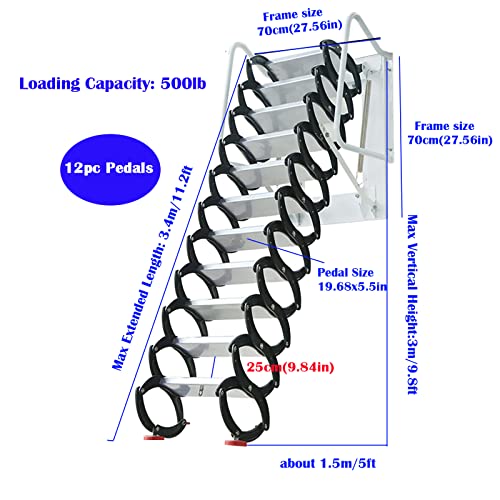 Frame size
70cm(27.56in)
Loading Capacity: 500lb
12pc Pedals
Frame size
70cm(27.56in)
Max Extended Length: 3.4m/11.2ft
Max Vertical Height:3m/9.8ft
Pedal Size
19.68x5.5in
25cm(9.84in)
about 1.5m/5ft